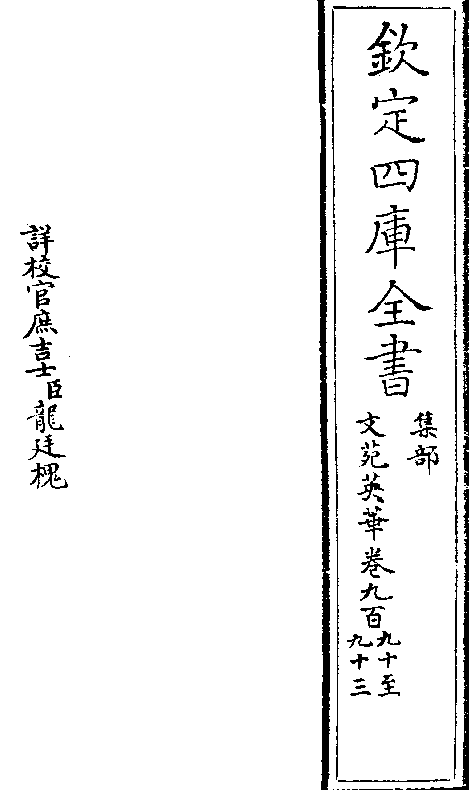 欽定四庫全書
集部
文苑英華卷九百九十至九十三
詳校官庶吉士臣龍廷槐